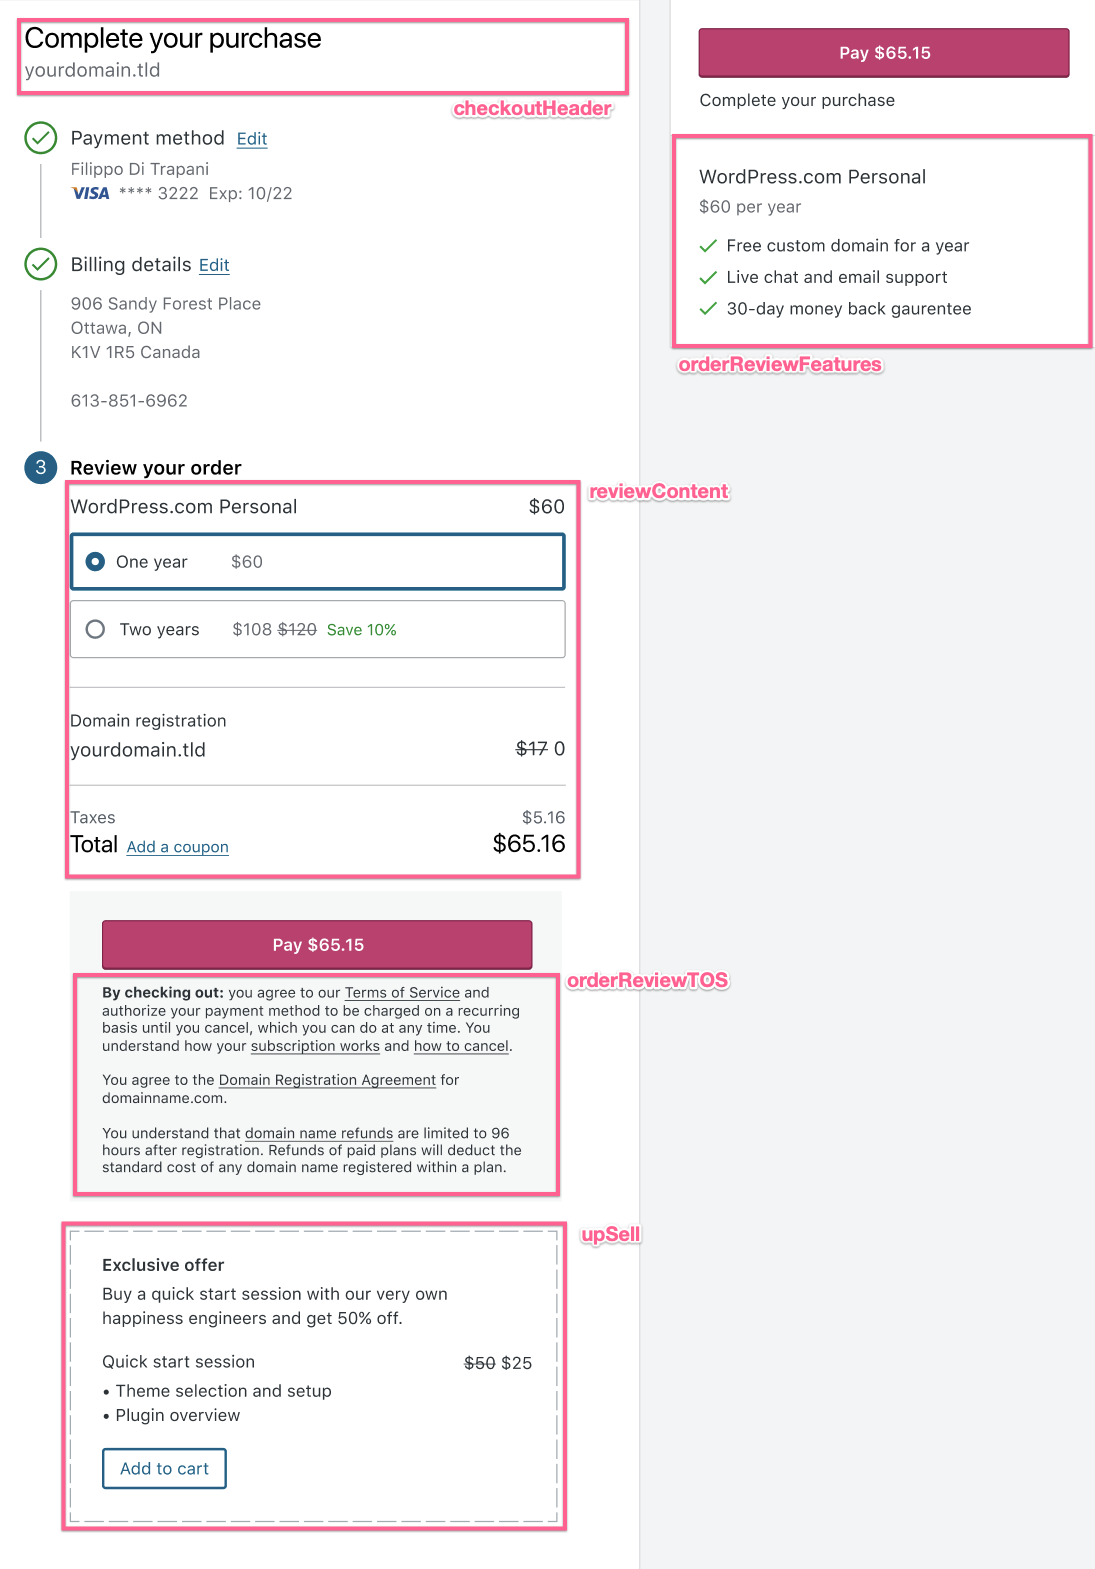 Complete your purchase
yourdomain.tld
checkoutHeader
Payment method Edit
Filippo Di Trapani
VISA **** 3222 Exp: 10/22
Billing details Edit
906 Sandy Forest Place
Ottawa, ON
K1V 1R5 Canada
613-851-6962
3 Review your order
reviewContent
WordPress.com Personal $60
One year $60
Two years $108 $120 Save 10%
Domain registration
yourdomain.tld $17 0
Taxes $5.16
Total Add a coupon $65.16
Pay $65.15
orderReviewTOS
By checking out: you agree to our Terms of Service and
authorize your payment method to be charged on a recurring
basis until you cancel, which you can do at any time. You
understand how your subscription works and how to cancel.
You agree to the Domain Registration Agreement for
domainname.com.
You understand that domain name refunds are limited to 96
hours after registration. Refunds of paid plans will deduct the
standard cost of any domain name registered within a plan.
upSell
Exclusive offer
Buy a quick start session with our very own
happiness engineers and get 50% off.
Quick start session $50 $25
• Theme selection and setup
• Plugin overview
Add to cart
Pay $65.15
Complete your purchase
WordPress.com Personal
$60 per year
Free custom domain for a year
Live chat and email support
30-day money back gaurentee
orderReviewFeatures